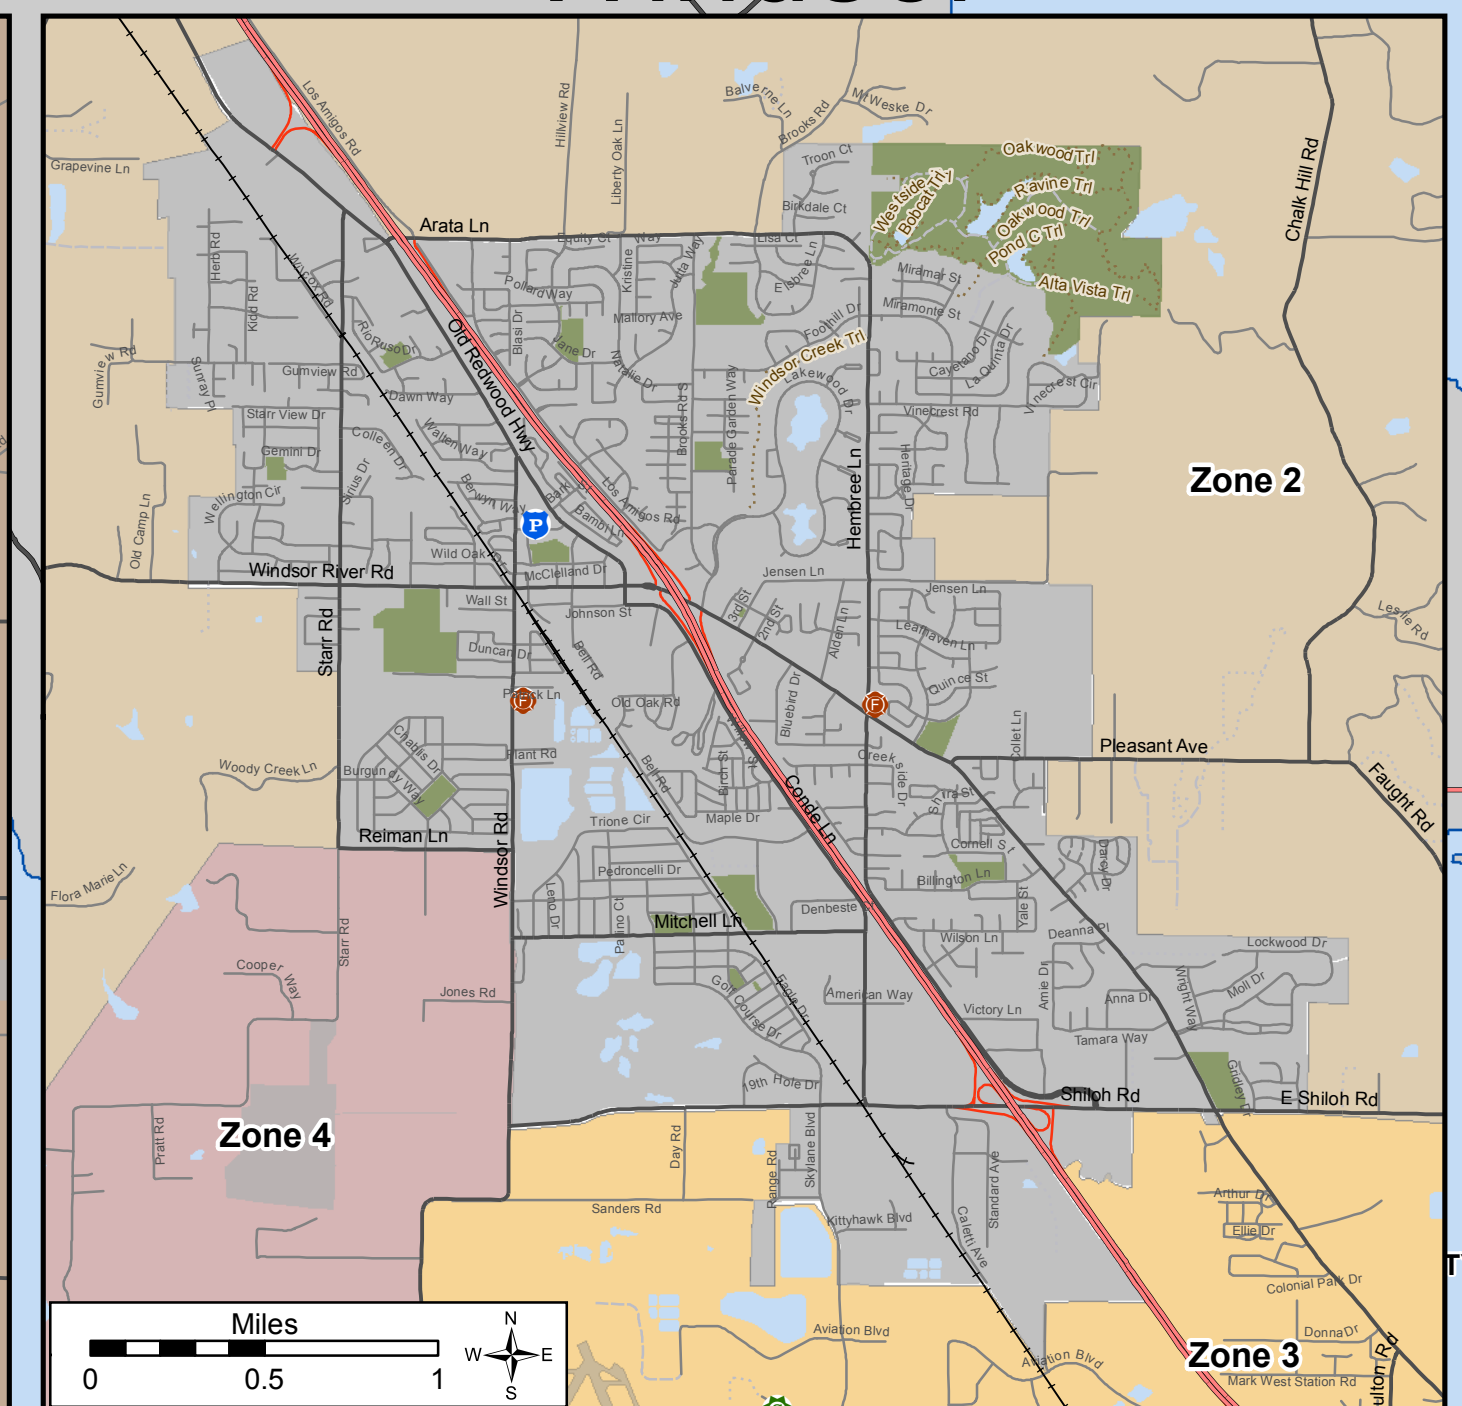 Los Amigos Rd
Hillview Rd
Liberty Oak Ln
Balverne Ln
Brooks Rd
Mt Weske Dr
Chalk Hill Rd
Grapevine Ln
Troon Ct
Oakwood Trl
Ravine Trl
Westside Trl
Bobcat Trl
Oakwood Trl
Pond C Trl
Alta Vista Trl
Birkdale Ct
Arata Ln
Equity Ct
Way
Lisa Ct
Herb Rd
Wilcox Rd
Kidd Rd
Kristine
Jutta Way
Elsbree Ln
Pollard Way
Miramar St
Miramonte St
Mallory Ave
Foothill Dr
Blasi Dr
Jane Dr
Natalie Dr
Rio Ruso Dr
Old Redwood Hwy
Windsor Creek Trl
Lakewood Dr
Cayetano Dr
La Quinta Dr
Vinecrest Cir
Gumview Rd
Sunray Pl
Gumview Rd
Dawn Way
Starr View Dr
Brooks Rd S
Parade Garden Way
Vinecrest Rd
Colleen Dr
Wallen Way
Gemini Dr
Sirius Dr
Heritage Dr
Hembree Ln
Zone 2
Wellington Cir
Berwyn Way
Bark St
Los Amigos Rd
Bambi Ln
P
Old Camp Ln
Wild Oak Dr
McClelland Dr
Windsor River Rd
Jensen Ln
Jensen Ln
Wall St
Johnson St
3rd St
2nd St
Alden Ln
Leafhaven Ln
Leslie Rd
Starr Rd
Duncan Dr
Bell Rd
Quince St
F
Old Oak Rd
Bluebird Dr
F
Willow St
Collet Ln
Pleasant Ave
Chablis Dr
Plant Rd
Bell Rd
Birch St
Creekside Dr
Woody Creek Ln
Burgundy Way
Conde Ln
Faught Rd
Reiman Ln
Windsor Rd
Trione Cir
Maple Dr
Cornell St
Darcy Dr
Flora Marie Ln
Pedroncelli Dr
Billington Ln
Leno Dr
Mitchell Ln
Denbeste Ct
Yale St
Starr Rd
Wilson Ln
Deanna Pl
Lockwood Dr
Cooper Way
Jones Rd
Golf Course Dr
Eagle Dr
American Way
Amie Dr
Anna Dr
Wright Way
Moll Dr
Victory Ln
Tamara Way
19th Hole Dr
Shiloh Rd
Gridley Dr
E Shiloh Rd
Zone 4
Pratt Rd
Day Rd
Range Rd
Skylane Blvd
Standard Ave
Sanders Rd
Kittyhawk Blvd
Caletti Ave
Arthur Dr
Ellie Dr
Colonial Park Dr
Miles
0
0.5
1
N
W
E
S
Aviation Blvd
Aviation Blvd
Donna Dr
Zone 3
Mark West Station Rd